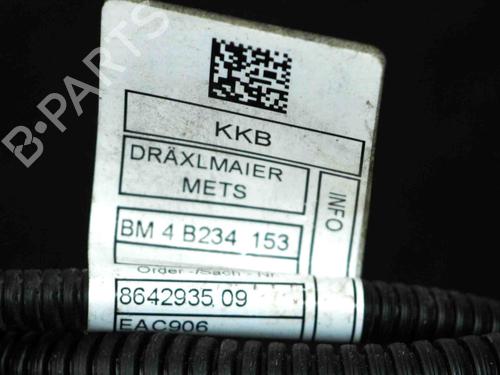 KKB
DRÄXLMAIER
METS
INFO
BM 4 B234 153
Order -/Sach - Nr
8642935 09
EAC906
B-PARTS